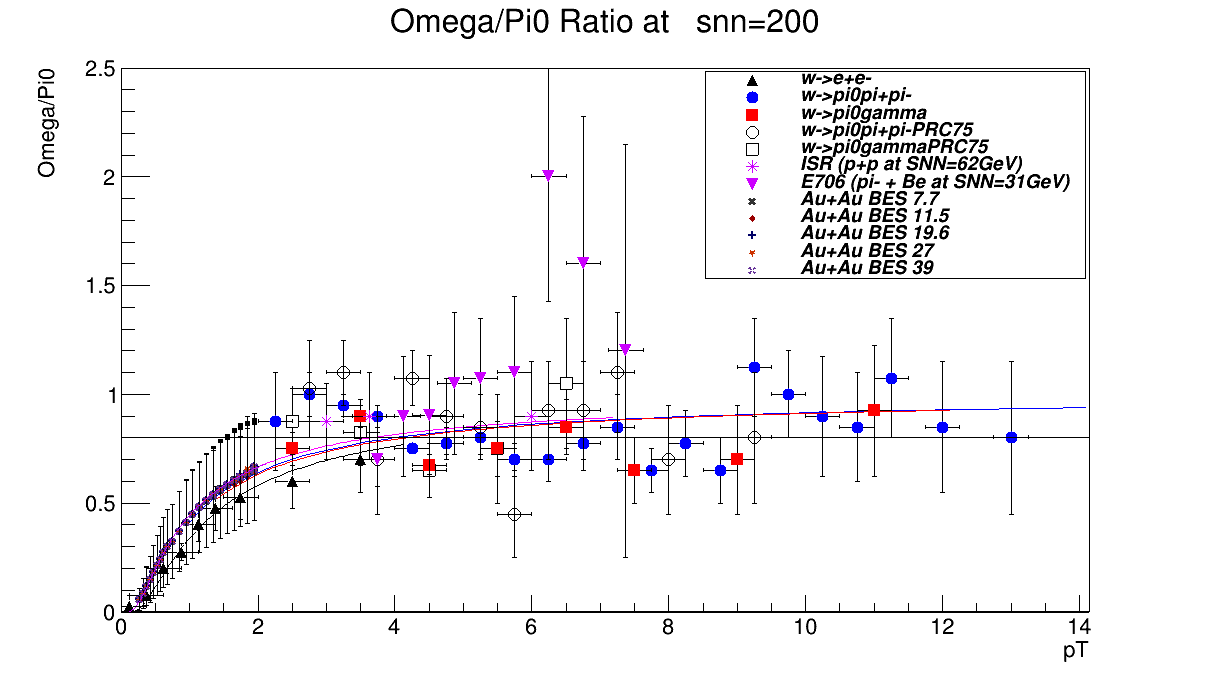 Omega/Pi0 Ratio at snn=200
Omega/Pi0
2.5
2
1.5
1
0.5
0
w->e+e-
w->pi0pi+pi-
w->pi0gamma
w->pi0pi+pi-PRC75
w->pi0gammaPRC75
ISR (p+p at SNN=62GeV)
E706 (pi- + Be at SNN=31GeV)
Au+Au BES 7.7
Au+Au BES 11.5
Au+Au BES 19.6
Au+Au BES 27
Au+Au BES 39
0 2 4 6 8 10 12 14
pT